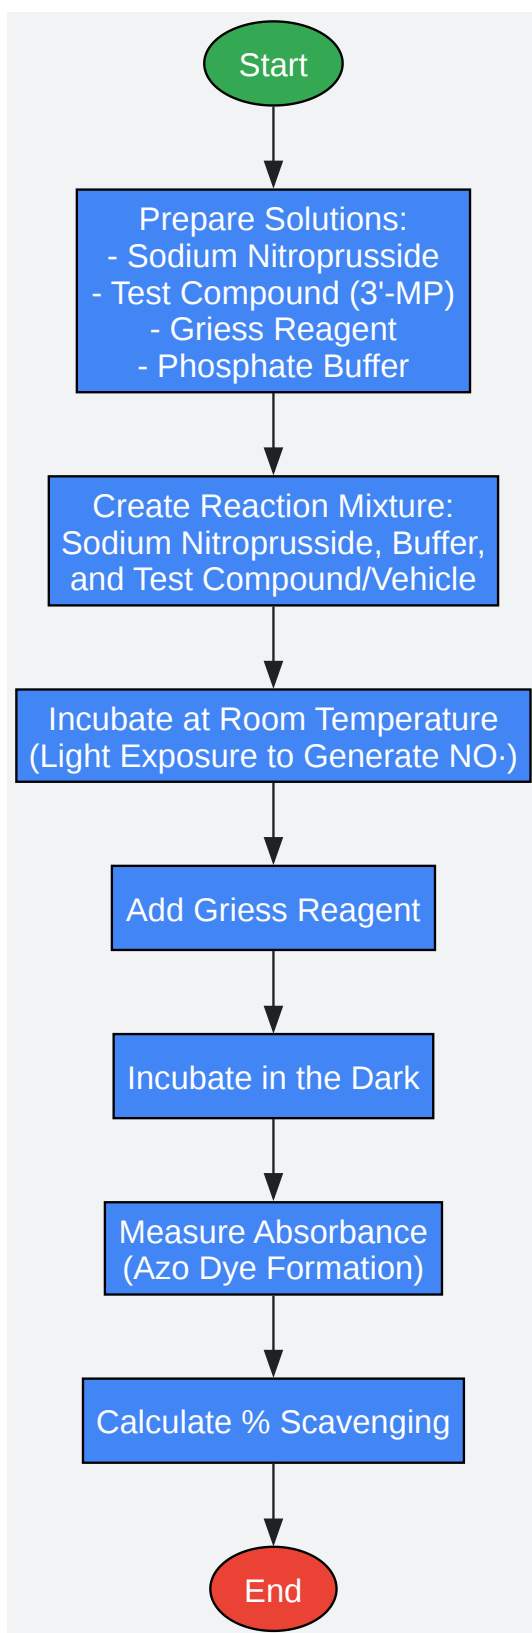 Start
Prepare Solutions:
- Sodium Nitroprusside
- Test Compound (3'-MP)
- Griess Reagent
- Phosphate Buffer
Create Reaction Mixture:
Sodium Nitroprusside, Buffer,
and Test Compound/Vehicle
Incubate at Room Temperature
(Light Exposure to Generate NO·)
Add Griess Reagent
Incubate in the Dark
Measure Absorbance
(Azo Dye Formation)
Calculate % Scavenging
End